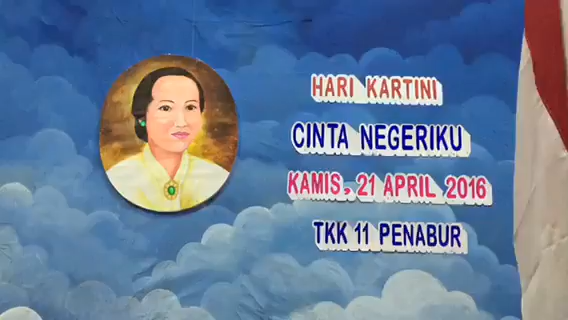 HARI KARTINI
CINTA NEGERIKU
KAMIS, 21 APRIL 2016
TKK 11 PENABUR